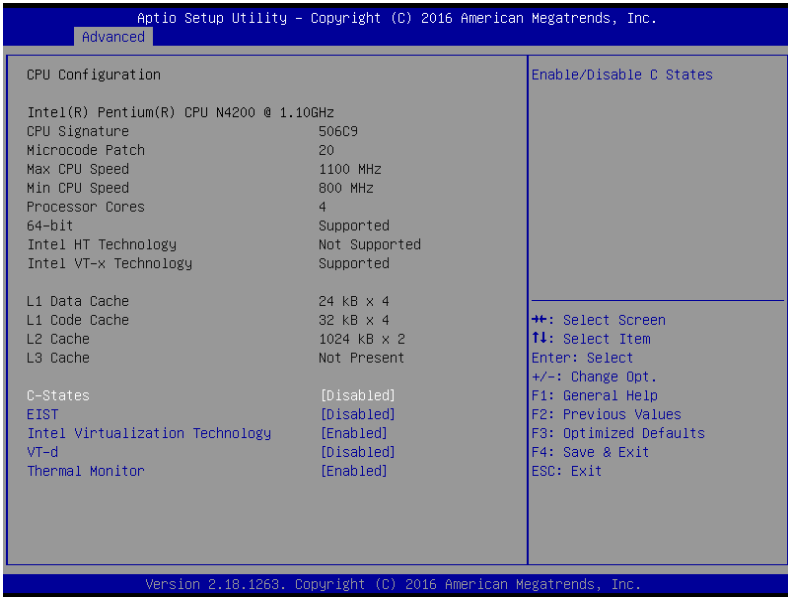 Aptio Setup Utility – Copyright (C) 2016 American Megatrends, Inc.
Advanced
CPU Configuration
Intel(R) Pentium(R) CPU N4200 @ 1.10GHz
CPU Signature 506C9
Microcode Patch 20
Max CPU Speed 1100 MHz
Min CPU Speed 800 MHz
Processor Cores 4
64-bit Supported
Intel HT Technology Not Supported
Intel VT-x Technology Supported
L1 Data Cache 24 kB x 4
L1 Code Cache 32 kB x 4
L2 Cache 1024 kB x 2
L3 Cache Not Present
C-States [Disabled]
EIST [Disabled]
Intel Virtualization Technology [Enabled]
VT-d [Disabled]
Thermal Monitor [Enabled]
Enable/Disable C States
→←: Select Screen
↑↓: Select Item
Enter: Select
+/-: Change Opt.
F1: General Help
F2: Previous Values
F3: Optimized Defaults
F4: Save & Exit
ESC: Exit
Version 2.18.1263. Copyright (C) 2016 American Megatrends, Inc.